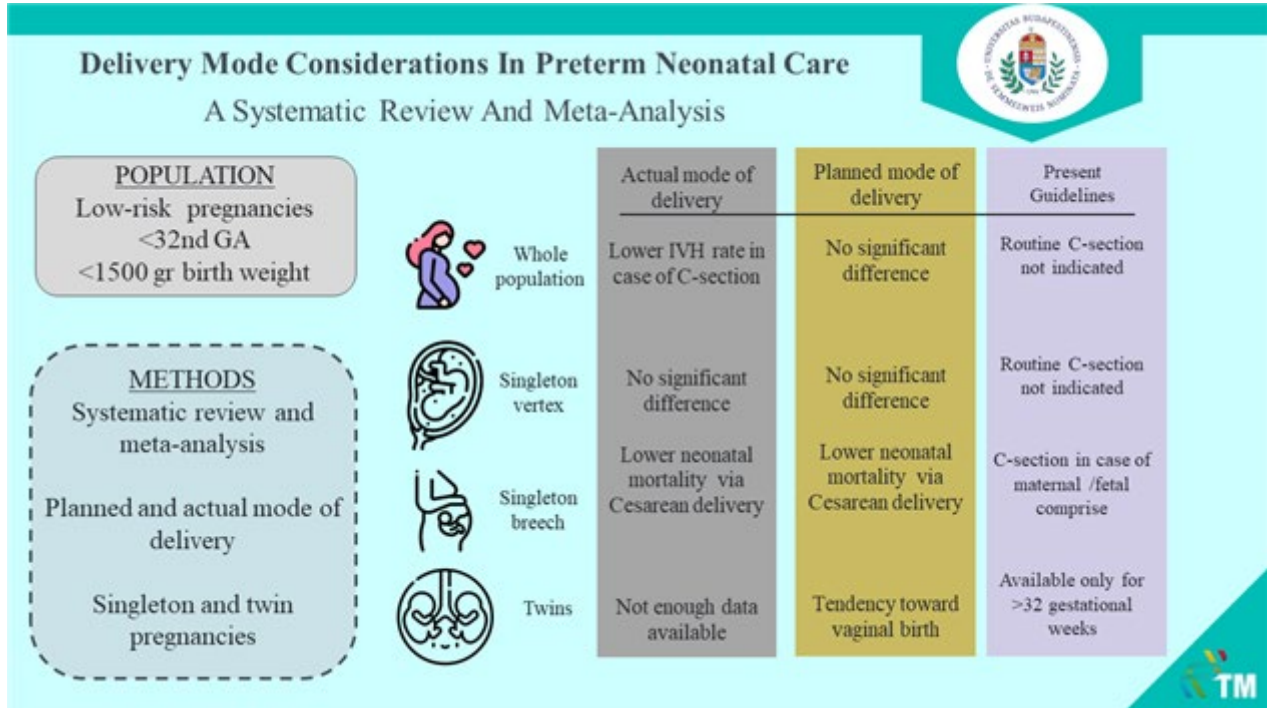 Delivery Mode Considerations In Preterm Neonatal Care
A Systematic Review And Meta-Analysis
UNIVERSITAS BUDAPESTINENSIS
DE SEMMELWEIS NOMINATA
POPULATION
Low-risk pregnancies
<32nd GA
<1500 gr birth weight
METHODS
Systematic review and
meta-analysis
Planned and actual mode of
delivery
Singleton and twin
pregnancies
Actual mode of
delivery
Planned mode of
delivery
Present
Guidelines
Whole
population
Lower IVH rate in
case of C-section
No significant
difference
Routine C-section
not indicated
Singleton
vertex
No significant
difference
No significant
difference
Routine C-section
not indicated
Singleton
breech
Lower neonatal
mortality via
Cesarean delivery
Lower neonatal
mortality via
Cesarean delivery
C-section in case of
maternal /fetal
comprise
Twins
Not enough data
available
Tendency toward
vaginal birth
Available only for
>32 gestational
weeks
TM